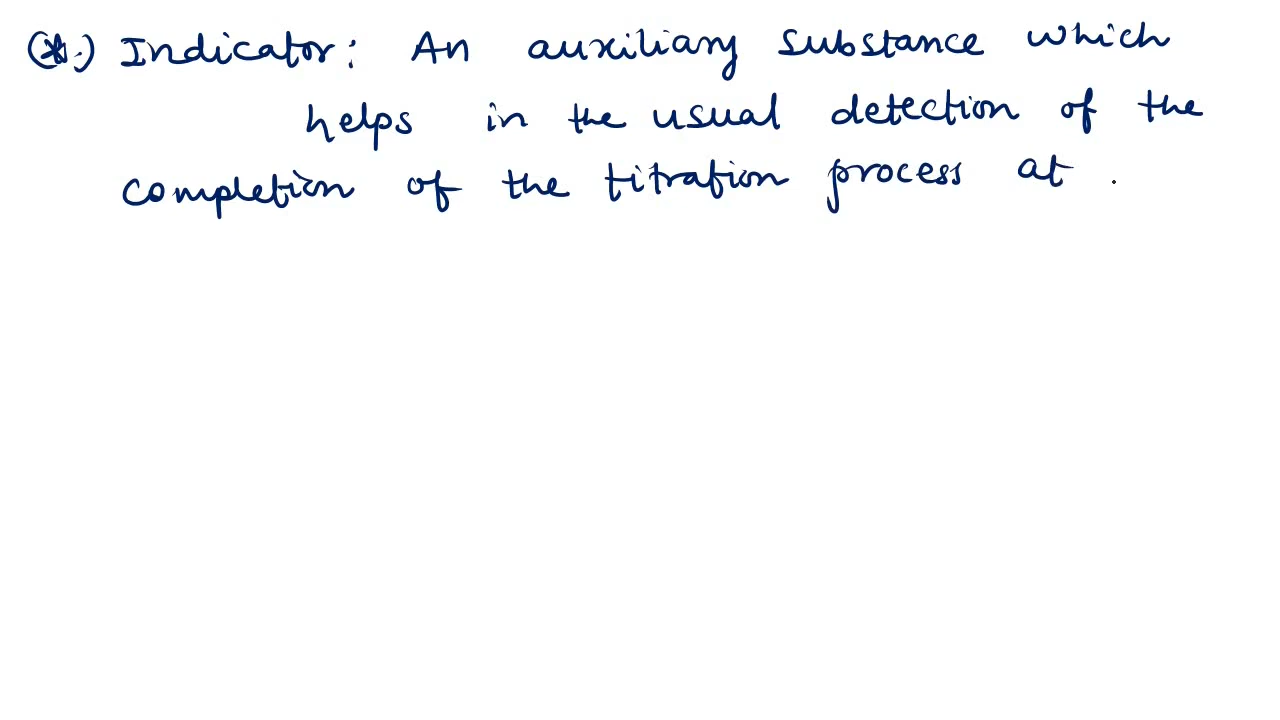 (*.) Indicator: An auxiliary substance which
helps in the usual detection of the
completion of the titration process at .